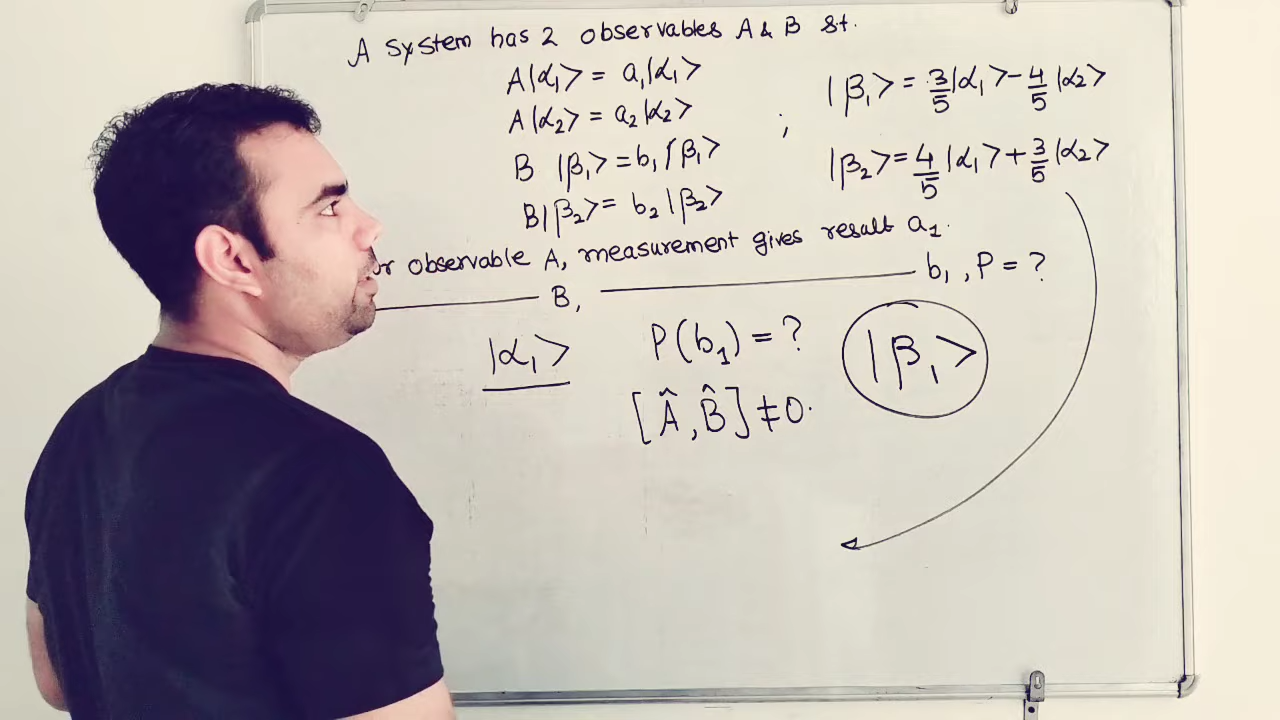 A system has 2 observables A & B st.
A|α₁> = a₁|α₁>
A|α₂> = a₂|α₂>
B |β₁> = b₁|β₁>
B|β₂> = b₂|β₂>
;
|β₁> = 3/5|α₁> - 4/5|α₂>
|β₂> = 4/5|α₁> + 3/5|α₂>
observable A, measurement gives result a₁.
B, b₁, P = ?
|α₁> P(b₁) = ? |β₁>
[Â, B̂] ≠ 0.